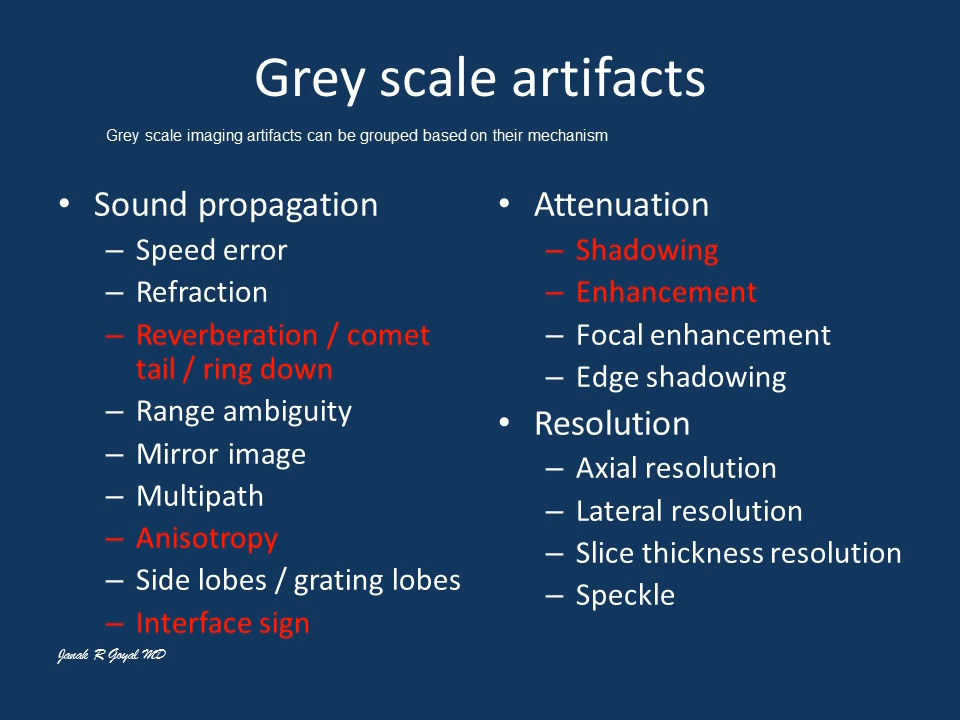 Grey scale artifacts
Grey scale imaging artifacts can be grouped based on their mechanism
• Sound propagation
– Speed error
– Refraction
– Reverberation / comet
tail / ring down
– Range ambiguity
– Mirror image
– Multipath
– Anisotropy
– Side lobes / grating lobes
– Interface sign
• Attenuation
– Shadowing
– Enhancement
– Focal enhancement
– Edge shadowing
• Resolution
– Axial resolution
– Lateral resolution
– Slice thickness resolution
– Speckle
Janak R Goyal MD